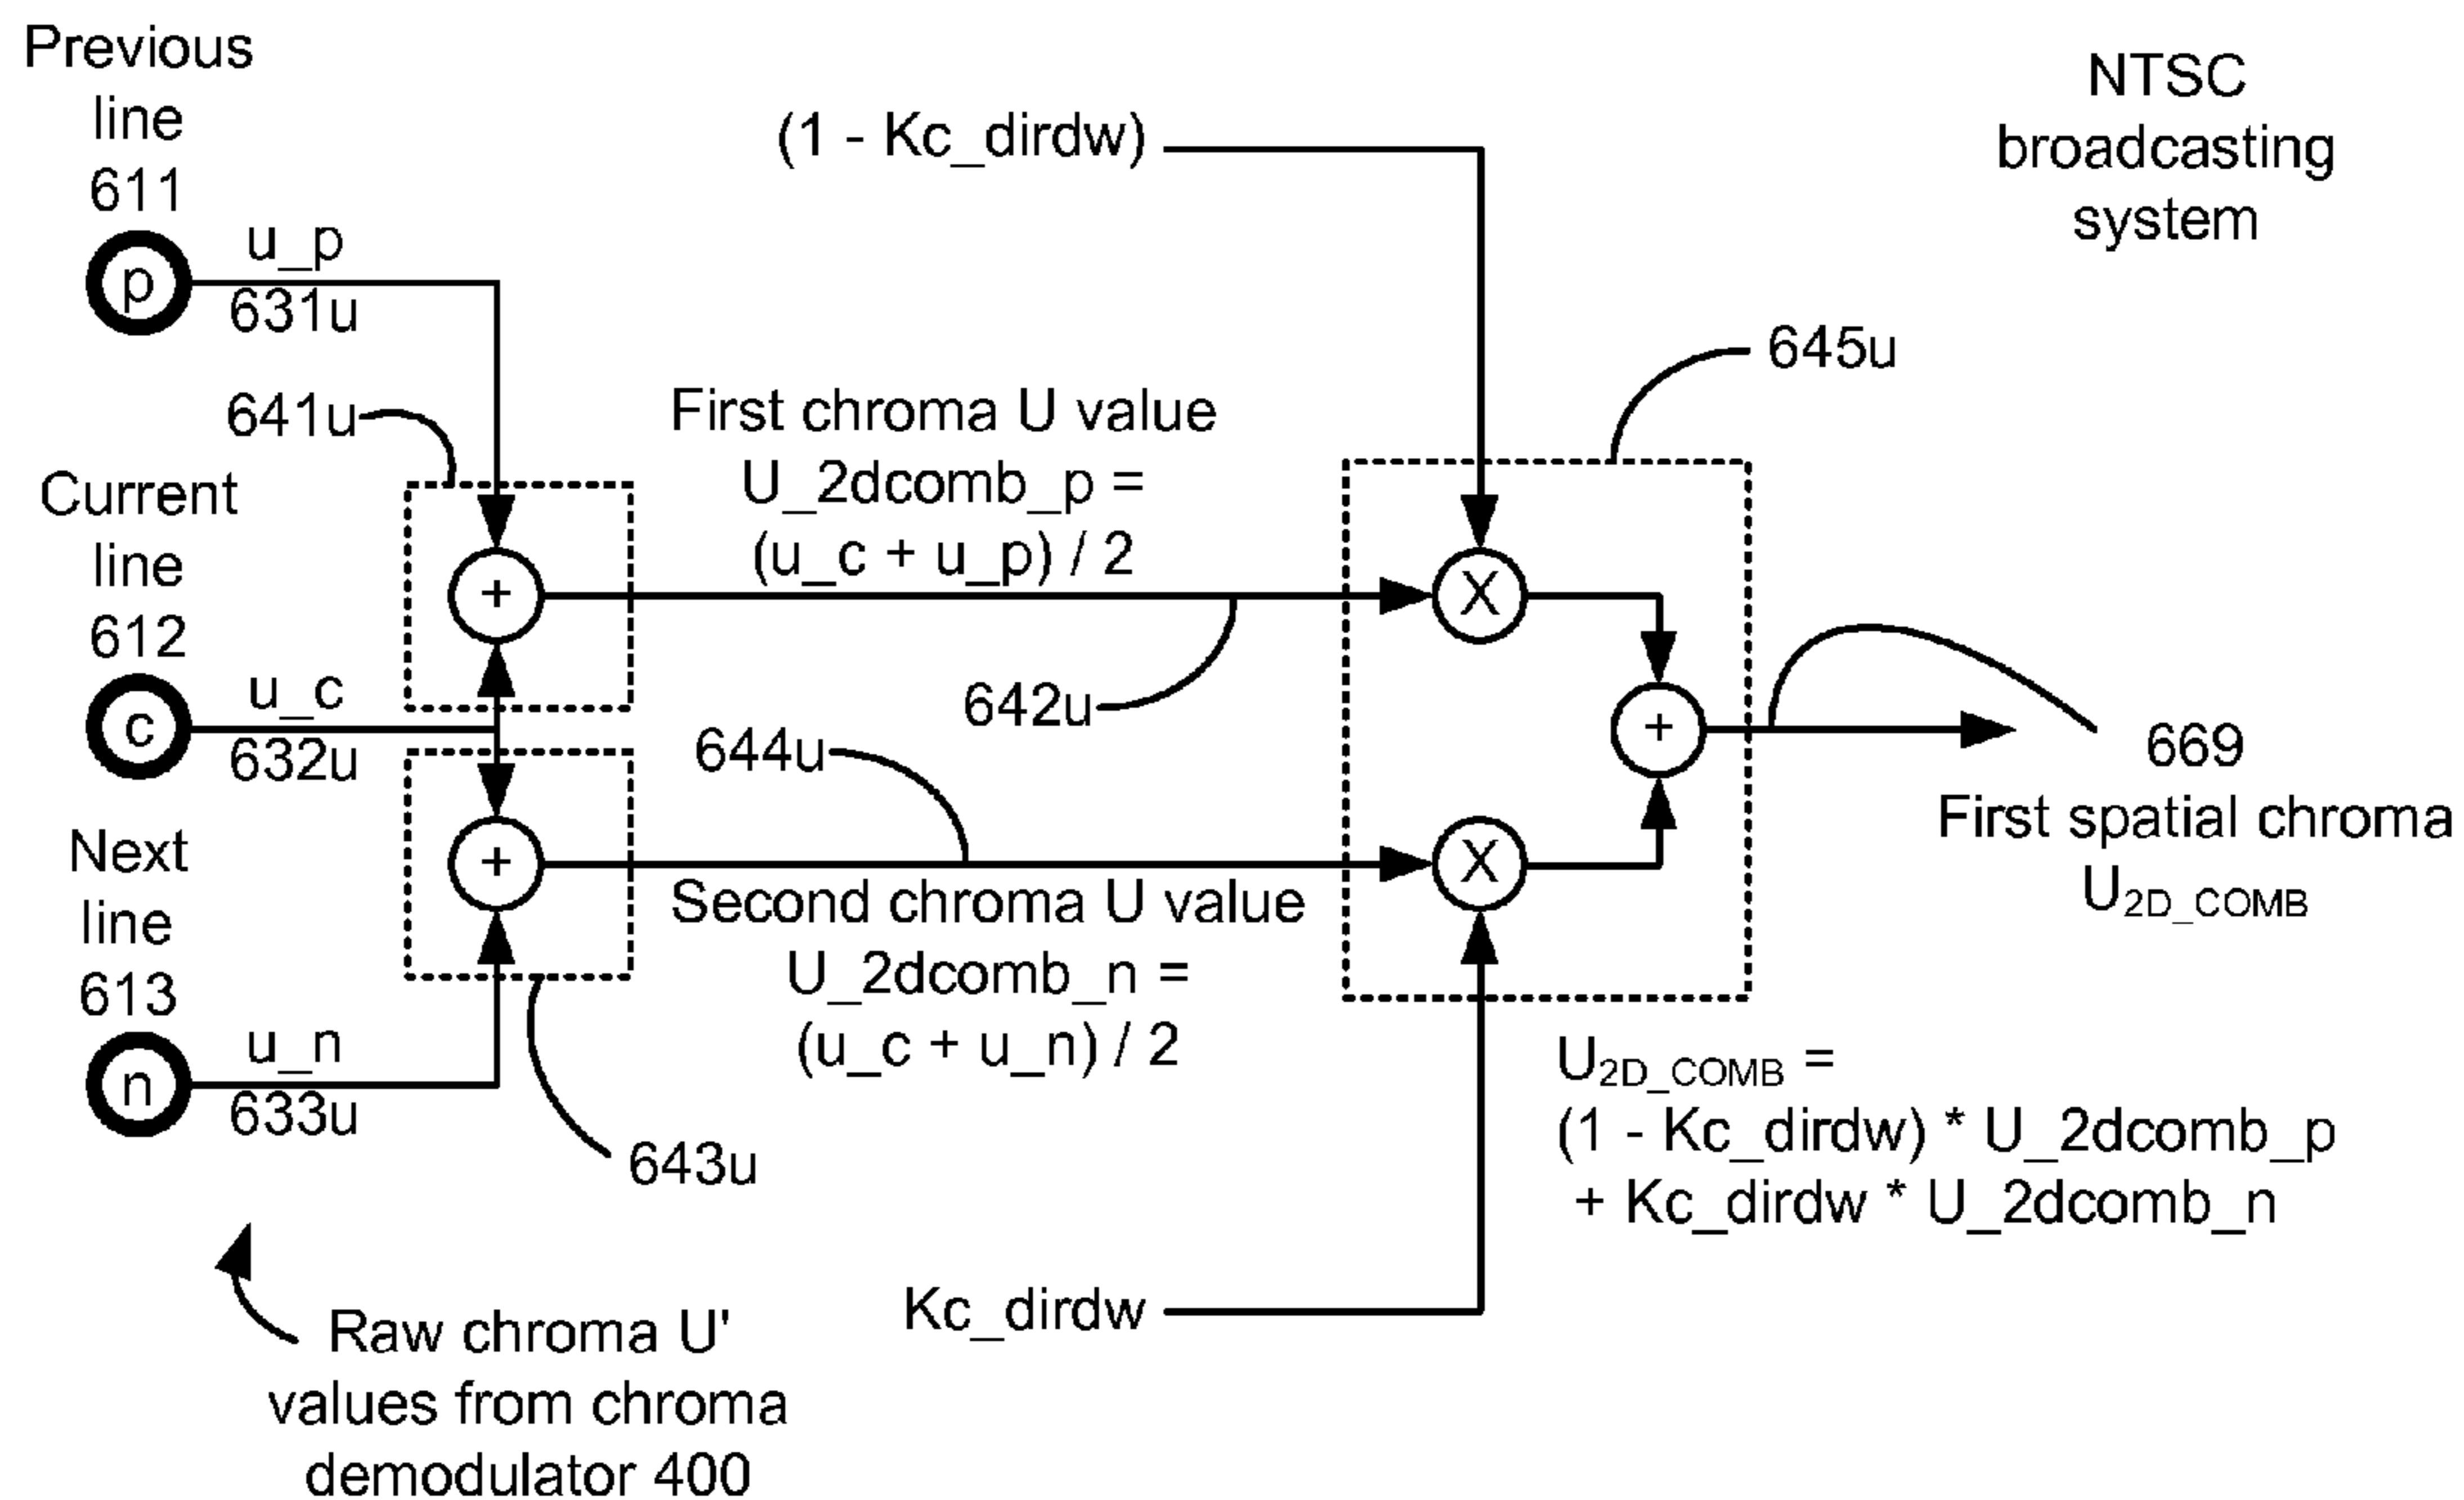 Previous
line
611
p
u_p
631u
(1 - Kc_dirdw)
NTSC
broadcasting
system
645u
641u
First chroma U value
U_2dcomb_p =
(u_c + u_p) / 2
Current
line
612
c
u_c
632u
+
X
642u
644u
+
669
First spatial chroma
U2D_COMB
Next
line
613
n
u_n
633u
+
X
Second chroma U value
U_2dcomb_n =
(u_c + u_n) / 2
643u
U2D_COMB =
(1 - Kc_dirdw) * U_2dcomb_p
+ Kc_dirdw * U_2dcomb_n
Kc_dirdw
Raw chroma U'
values from chroma
demodulator 400